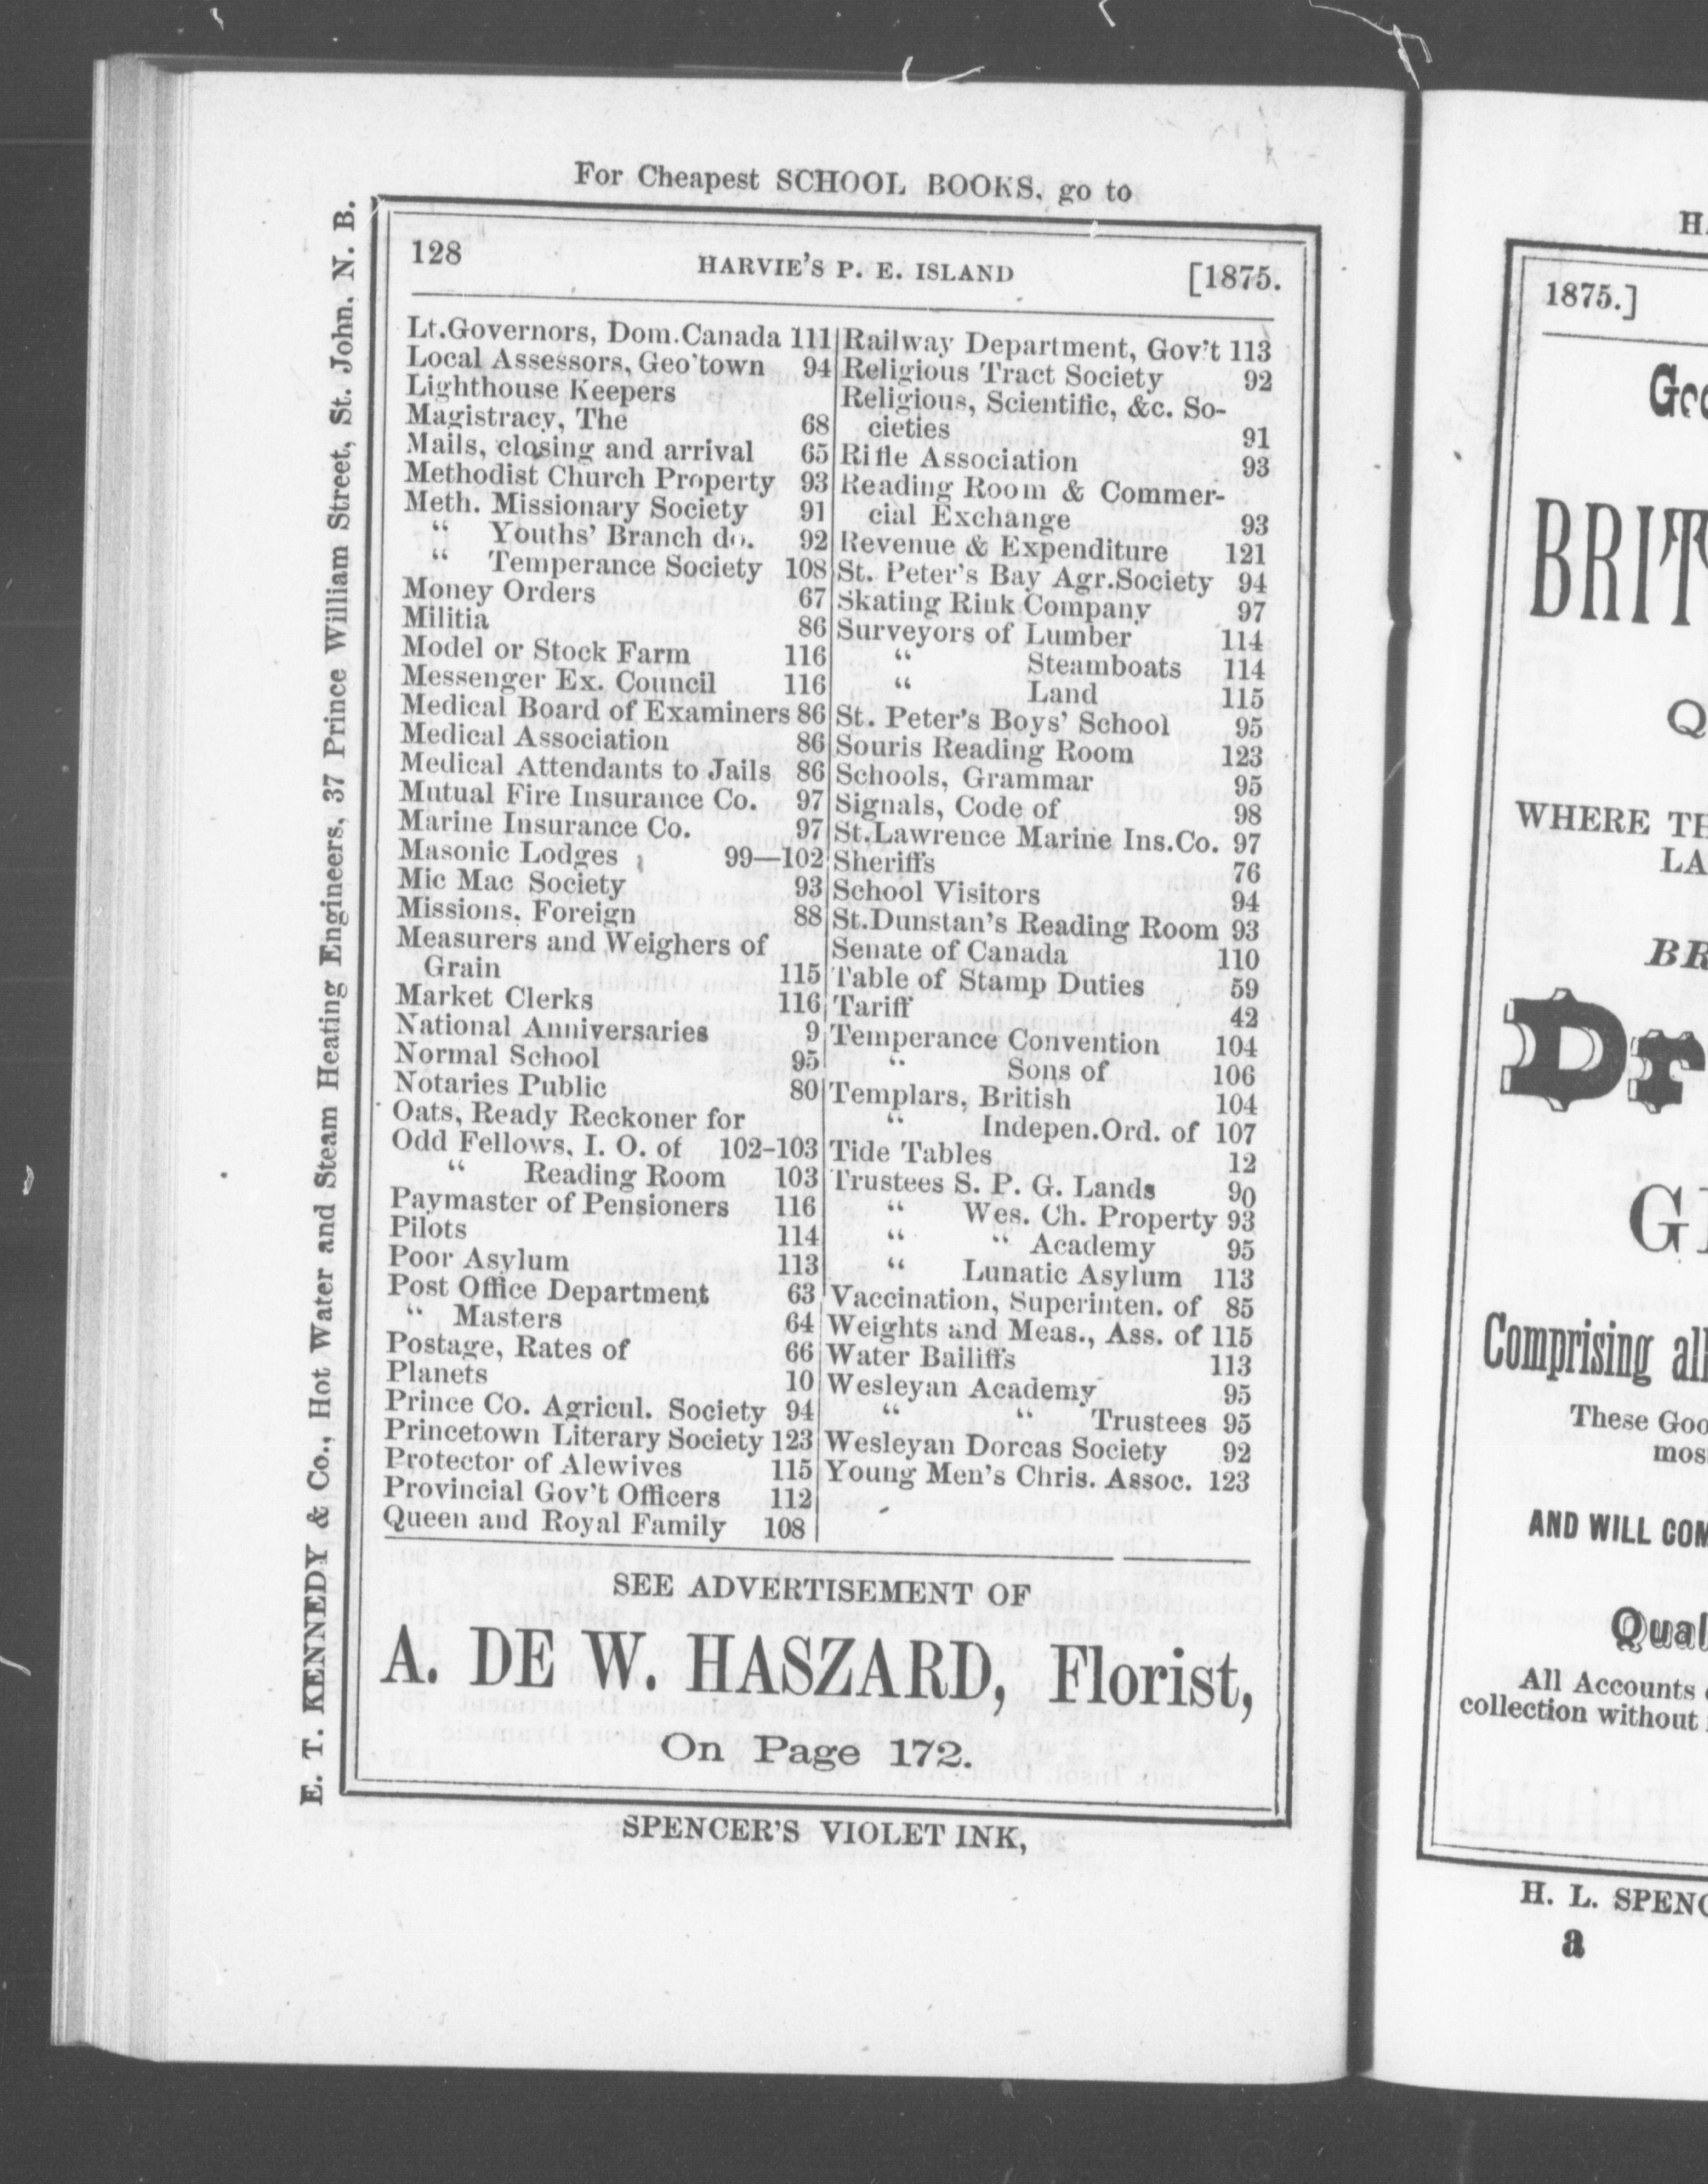 For Cheapest SCHOOL BOOKS, go to
E. T. KENNEDY & Co., Hot Water and Steam Heating Engineers, 37 Prince William Street, St. John, N. B.
128 HARVIE'S P. E. ISLAND [1875.
Lt.Governors, Dom.Canada 111
Local Assessors, Geo'town 94
Lighthouse Keepers
Magistracy, The 68
Mails, closing and arrival 65
Methodist Church Property 93
Meth. Missionary Society 91
“ Youths' Branch do. 92
“ Temperance Society 108
Money Orders 67
Militia 86
Model or Stock Farm 116
Messenger Ex. Council 116
Medical Board of Examiners 86
Medical Association 86
Medical Attendants to Jails 86
Mutual Fire Insurance Co. 97
Marine Insurance Co. 97
Masonic Lodges 99—102
Mic Mac Society 93
Missions, Foreign 88
Measurers and Weighers of
Grain 115
Market Clerks 116
National Anniversaries 9
Normal School 95
Notaries Public 80
Oats, Ready Reckoner for
Odd Fellows, I. O. of 102-103
“ Reading Room 103
Paymaster of Pensioners 116
Pilots 114
Poor Asylum 113
Post Office Department 63
“ Masters 64
Postage, Rates of 66
Planets 10
Prince Co. Agricul. Society 94
Princetown Literary Society 123
Protector of Alewives 115
Provincial Gov't Officers 112
Queen and Royal Family 108
Railway Department, Gov't 113
Religious Tract Society 92
Religious, Scientific, &c. So-
cieties 91
Rifle Association 93
Reading Room & Commer-
cial Exchange 93
Revenue & Expenditure 121
St. Peter's Bay Agr.Society 94
Skating Rink Company 97
Surveyors of Lumber 114
“ Steamboats 114
“ Land 115
St. Peter's Boys' School 95
Souris Reading Room 123
Schools, Grammar 95
Signals, Code of 98
St.Lawrence Marine Ins.Co. 97
Sheriffs 76
School Visitors 94
St.Dunstan's Reading Room 93
Senate of Canada 110
Table of Stamp Duties 59
Tariff 42
Temperance Convention 104
“ Sons of 106
Templars, British 104
“ Indepen.Ord. of 107
Tide Tables 12
Trustees S. P. G. Lands 90
“ Wes. Ch. Property 93
“ “ Academy 95
“ Lunatic Asylum 113
Vaccination, Superinten. of 85
Weights and Meas., Ass. of 115
Water Bailiffs 113
Wesleyan Academy 95
“ “ Trustees 95
Wesleyan Dorcas Society 92
Young Men's Chris. Assoc. 123
SEE ADVERTISEMENT OF
A. DE W. HASZARD, Florist,
On Page 172.
SPENCER'S VIOLET INK,
1875.]
WHERE
Comprising
These
AND WILL
All Accounts
collection without
H. L.
a